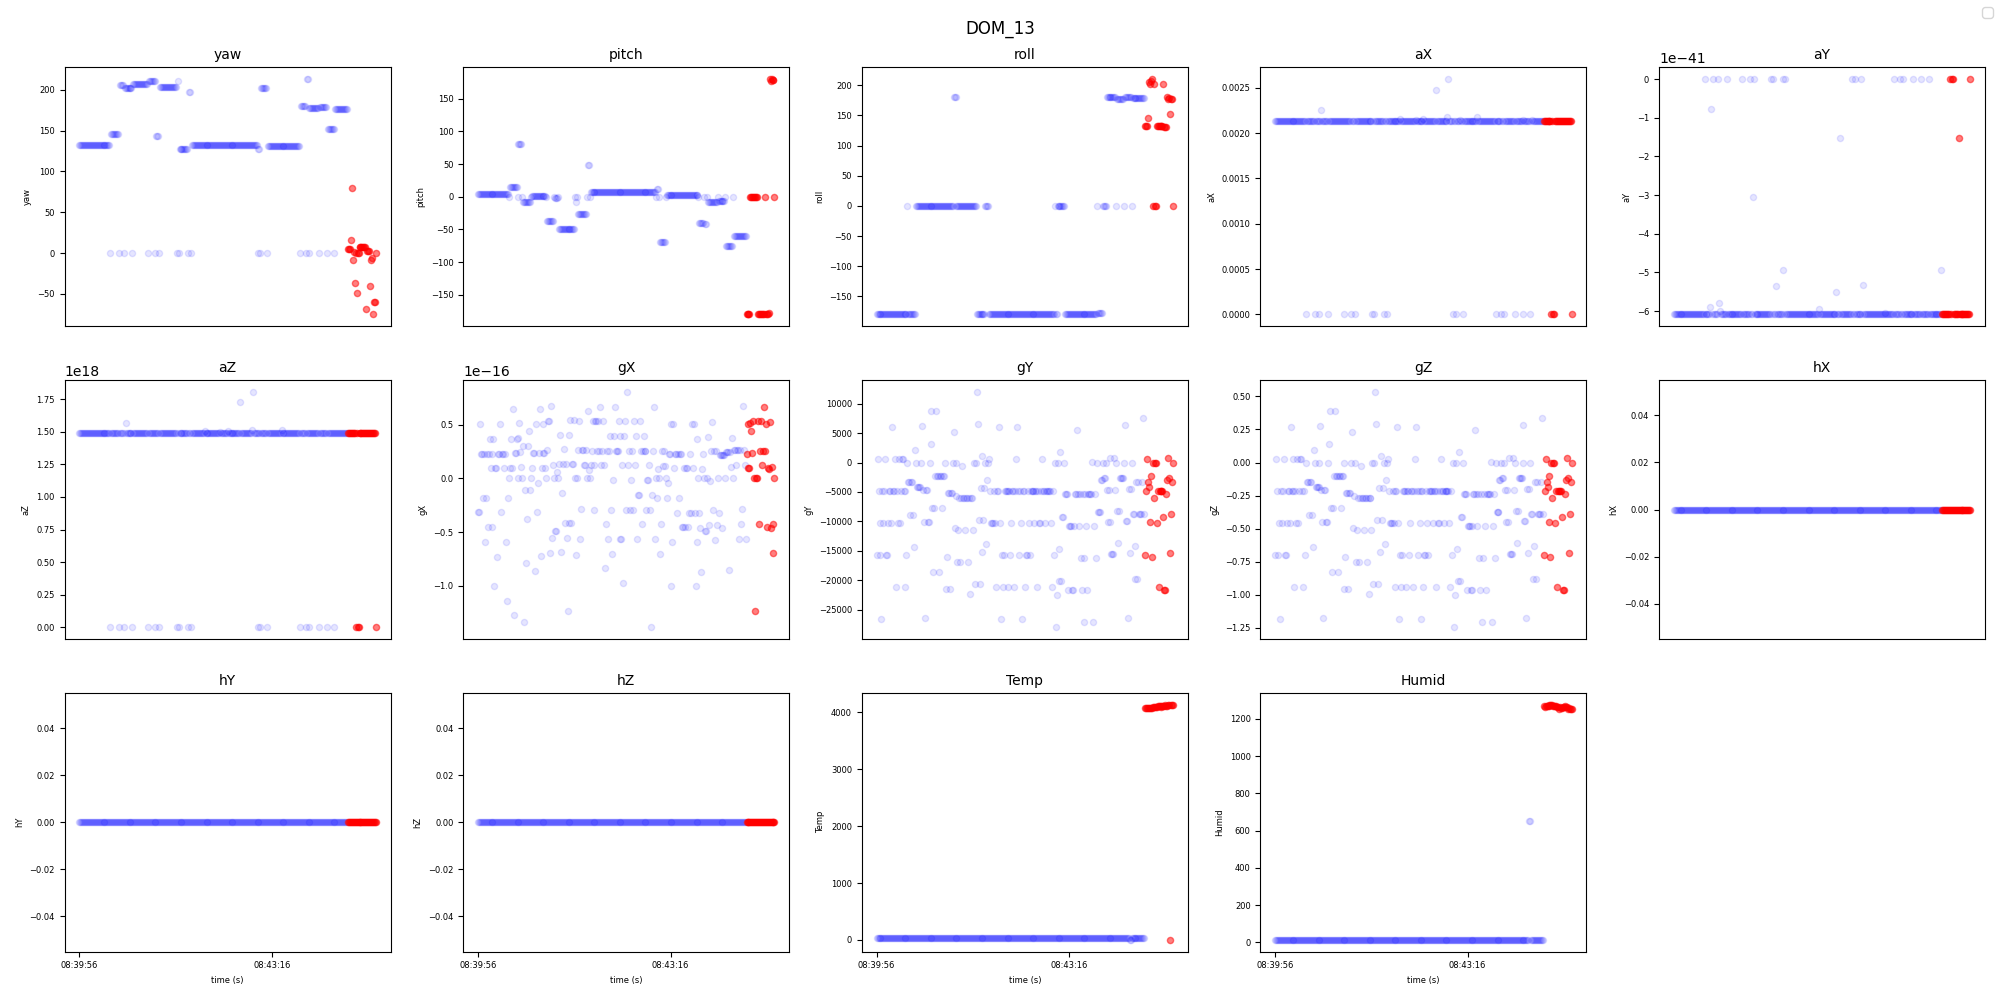 DOM_13
yaw
pitch
roll
aX
aY
1e−41
200
150
100
50
0
−50
yaw
150
100
50
0
−50
−100
−150
pitch
200
150
100
50
0
−50
−100
−150
roll
0.0025
0.0020
0.0015
0.0010
0.0005
0.0000
aX
0
−1
−2
−3
−4
−5
−6
aY
aZ
1e18
gX
1e−16
gY
gZ
hX
1.75
1.50
1.25
1.00
0.75
0.50
0.25
0.00
aZ
0.5
0.0
−0.5
−1.0
gX
10000
5000
0
−5000
−10000
−15000
−20000
−25000
gY
0.50
0.25
0.00
−0.25
−0.50
−0.75
−1.00
−1.25
gZ
0.04
0.02
0.00
−0.02
−0.04
hX
hY
hZ
Temp
Humid
0.04
0.02
0.00
−0.02
−0.04
hY
08:39:56 08:43:16
time (s)
0.04
0.02
0.00
−0.02
−0.04
hZ
08:39:56 08:43:16
time (s)
4000
3000
2000
1000
0
Temp
08:39:56 08:43:16
time (s)
1200
1000
800
600
400
200
0
Humid
08:39:56 08:43:16
time (s)